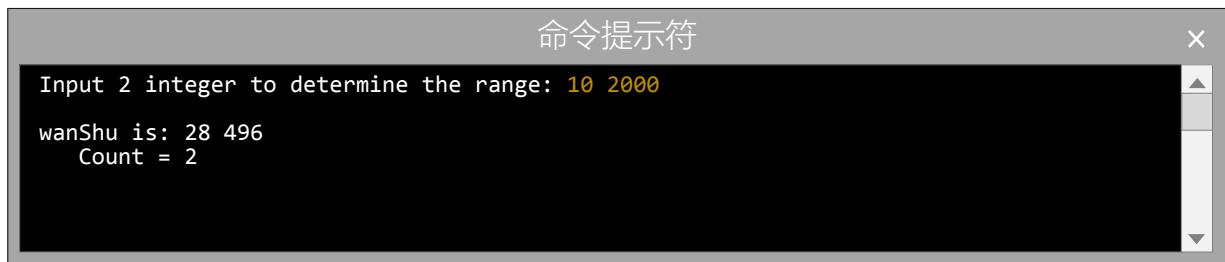 命令提示符
Input 2 integer to determine the range: 10 2000
wanShu is: 28 496
Count = 2